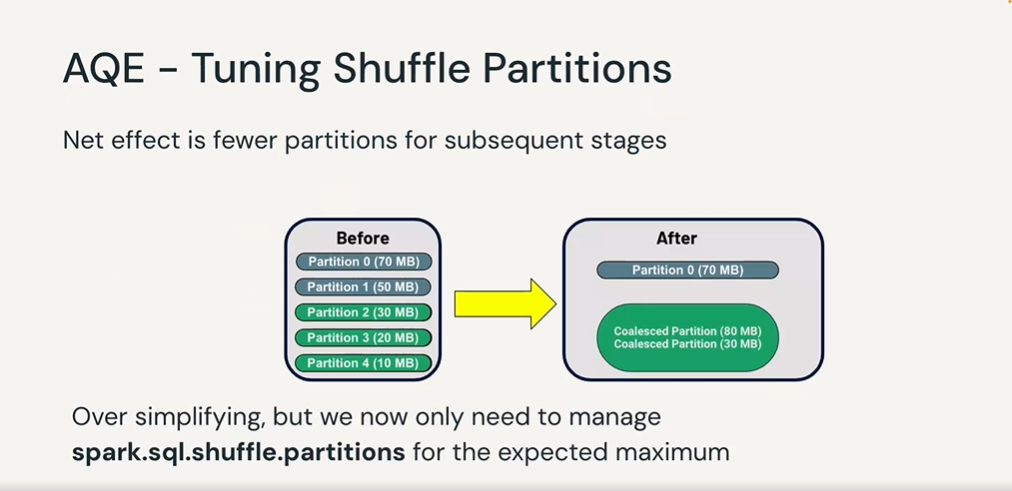 AQE - Tuning Shuffle Partitions
Net effect is fewer partitions for subsequent stages
Before
Partition 0 (70 MB)
Partition 1 (50 MB)
Partition 2 (30 MB)
Partition 3 (20 MB)
Partition 4 (10 MB)
After
Partition 0 (70 MB)
Coalesced Partition (80 MB)
Coalesced Partition (30 MB)
Over simplifying, but we now only need to manage
spark.sql.shuffle.partitions for the expected maximum